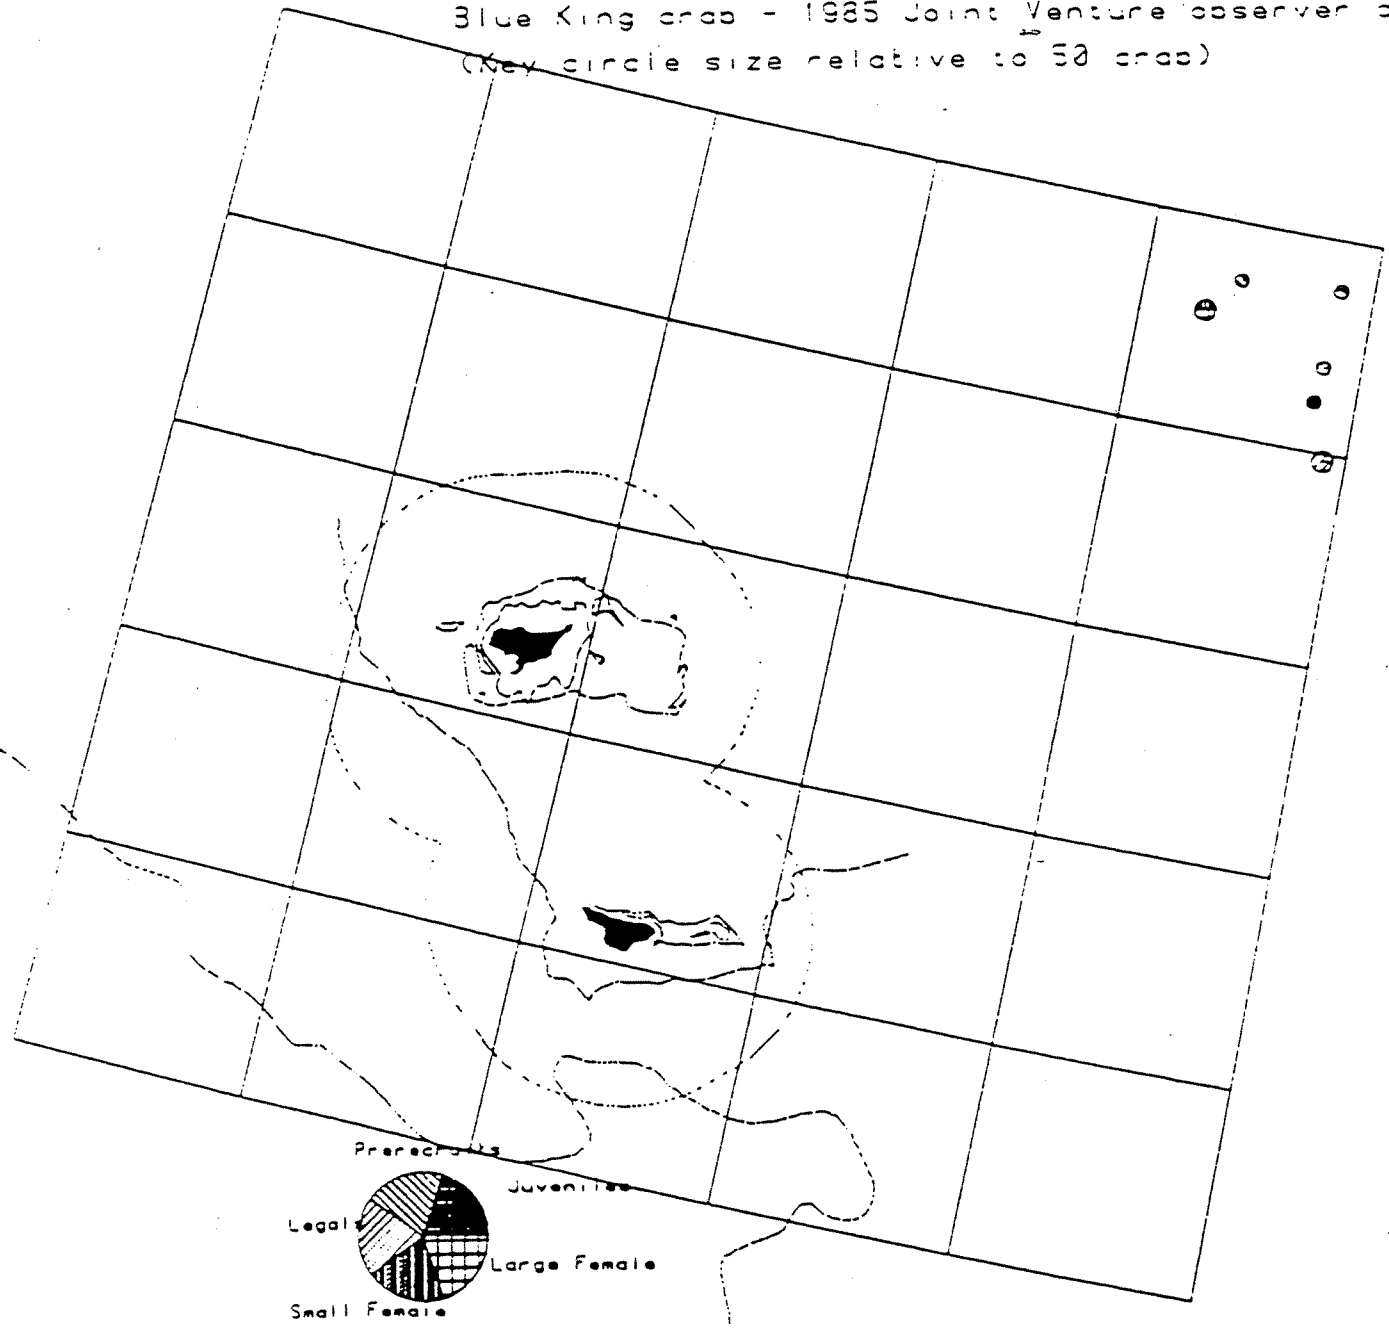 Blue King crab - 1985 Joint Venture observer
(Key circle size relative to 50 crab)
Prerecruits
Juveniles
Legals
Large Female
Small Female